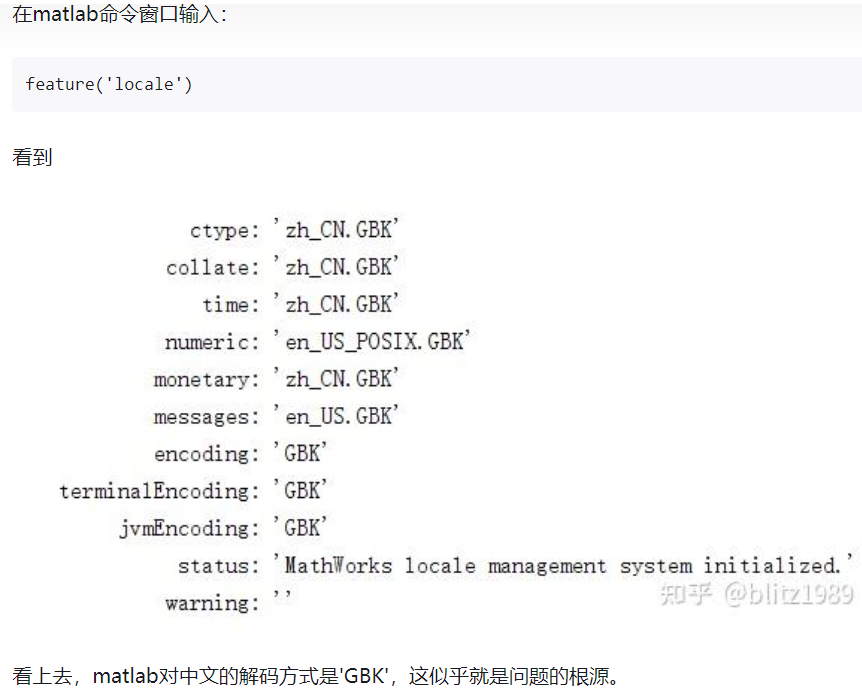 在matlab命令窗口输入：
feature('locale')
看到
ctype: 'zh_CN.GBK'
collate: 'zh_CN.GBK'
time: 'zh_CN.GBK'
numeric: 'en_US_POSIX.GBK'
monetary: 'zh_CN.GBK'
messages: 'en_US.GBK'
encoding: 'GBK'
terminalEncoding: 'GBK'
jvmEncoding: 'GBK'
status: 'MathWorks locale management system initialized.'
warning: ''
知乎 @blitz1989
看上去，matlab对中文的解码方式是'GBK'，这似乎就是问题的根源。